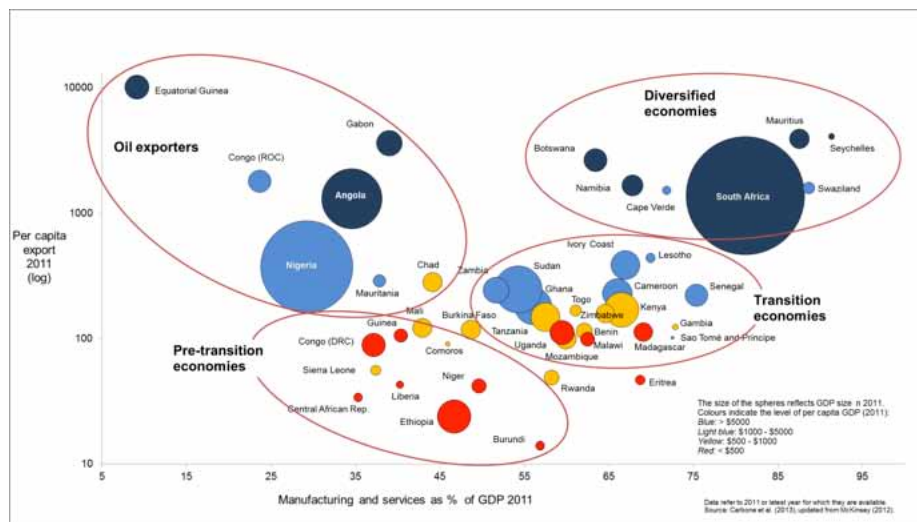 Per capita
export
2011
(log)
10000
1000
100
10
5
15
25
35
45
55
65
75
85
95
Manufacturing and services as % of GDP 2011
Oil exporters
Equatorial Guinea
Gabon
Congo (ROC)
Angola
Nigeria
Mauritania
Chad
Diversified
economies
Mauritius
Seychelles
Botswana
Namibia
Cape Verde
South Africa
Swaziland
Transition
economies
Zambia
Sudan
Ivory Coast
Lesotho
Ghana
Cameroon
Senegal
Togo
Kenya
Zimbabwe
Gambia
Tanzania
Benin
Sao Tomé and Principe
Uganda
Malawi
Madagascar
Mozambique
Rwanda
Eritrea
Pre-transition
economies
Mali
Burkina Faso
Guinea
Congo (DRC)
Comoros
Sierra Leone
Niger
Liberia
Central African Rep.
Ethiopia
Burundi
The size of the spheres reflects GDP size n 2011.
Colours indicate the level of per capita GDP (2011):
Blue: > $5000
Light blue: $1000 - $5000
Yellow: $500 - $1000
Red: < $500
Data refer to 2011 or latest year for which they are available.
Source: Carbone et al. (2013), updated from McKinsey (2012).